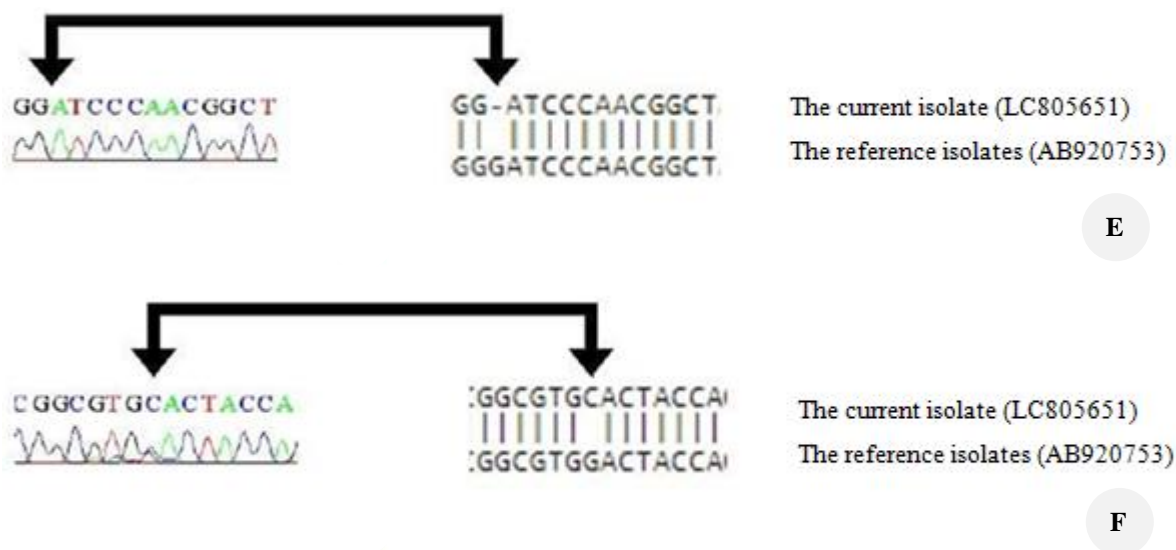 GGATCCCAACGGCT
GG-ATCCCAACGGCT
The current isolate (LC805651)
GGGATCCCAACGGCT
The reference isolates (AB920753)
E
CGGCGTGCACTACCA
GGCGTGCACTACCA
The current isolate (LC805651)
GGCGTGGACTACCA
The reference isolates (AB920753)
F